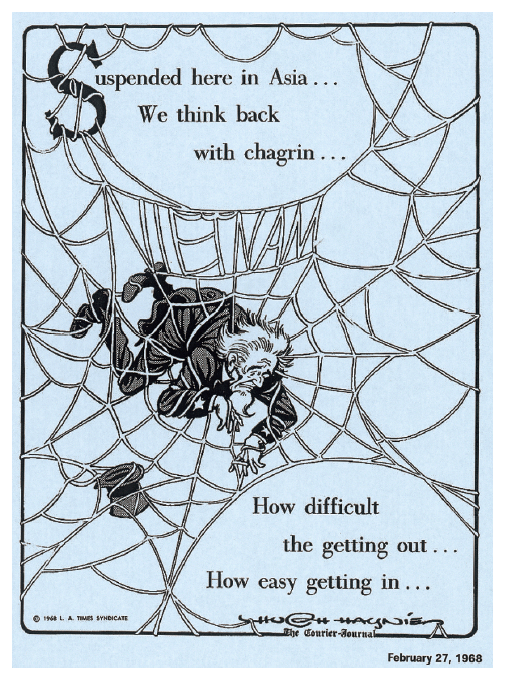 Suspended here in Asia . . .
We think back
with chagrin . . .
VIETNAM
How difficult
the getting out . . .
How easy getting in . . .
© 1968 L. A. TIMES SYNDICATE
HUGH HAYNIE
The Courier-Journal
February 27, 1968